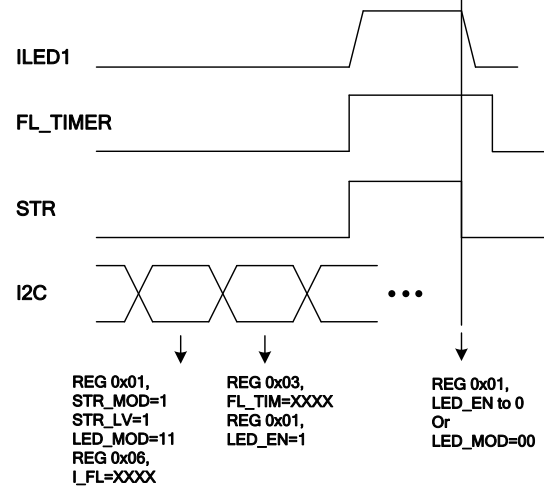 ILED1
FL_TIMER
STR
I2C
REG 0x01,
STR_MOD=1
STR_LV=1
LED_MOD=11
REG 0x06,
I_FL=XXXX
REG 0x03,
FL_TIM=XXXX
REG 0x01,
LED_EN=1
REG 0x01,
LED_EN to 0
Or
LED_MOD=00